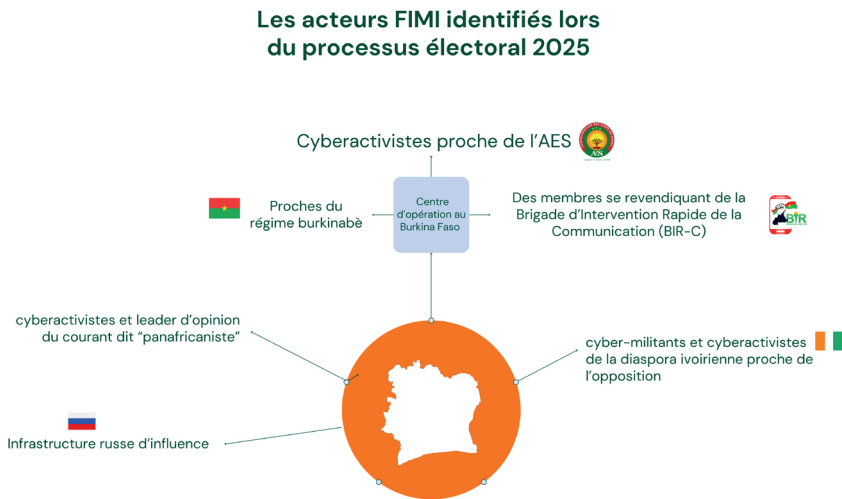 Les acteurs FIMI identifiés lors
du processus électoral 2025
Cyberactivistes proche de l'AES
AES
Proches du
régime burkinabè
Centre
d'opération au
Burkina Faso
Des membres se revendiquant de la
Brigade d'Intervention Rapide de la
Communication (BIR-C)
BIR
cyberactivistes et leader d'opinion
du courant dit “panafricaniste”
cyber-militants et cyberactivistes
de la diaspora ivoirienne proche de
l'opposition
Infrastructure russe d'influence